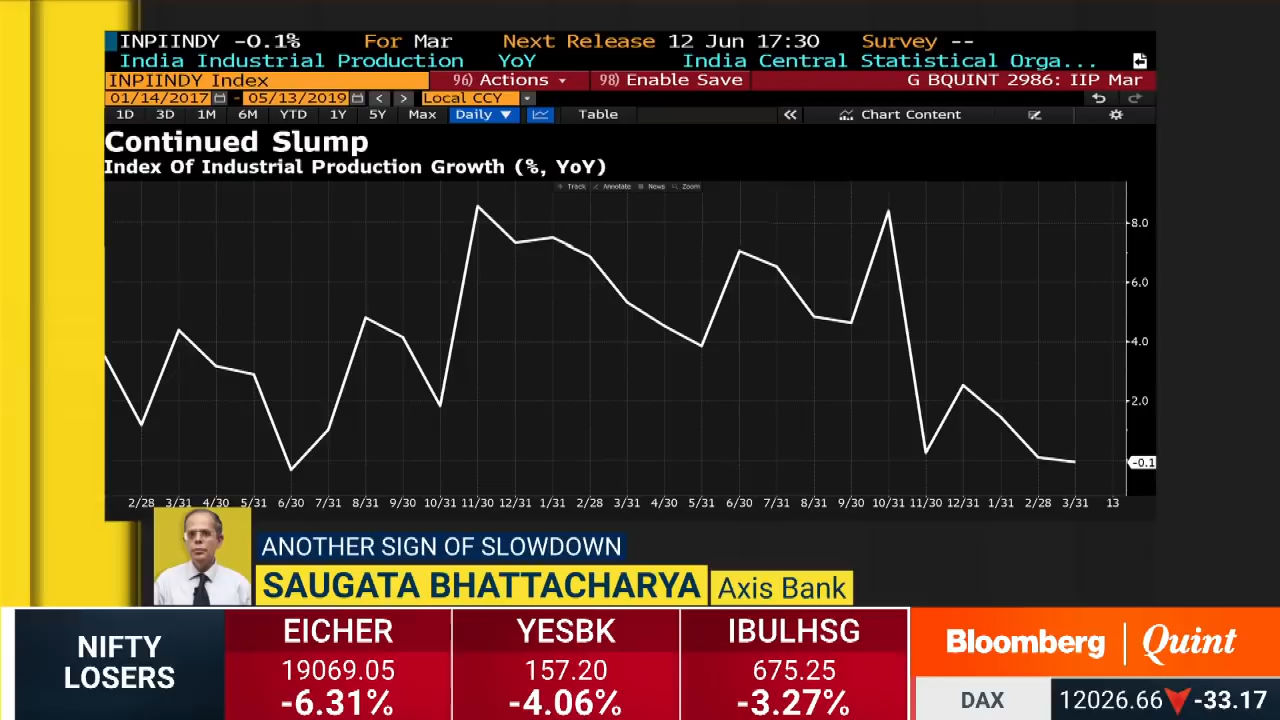 INPIINDY -0.1% For Mar Next Release 12 Jun 17:30 Survey --
India Industrial Production YoY India Central Statistical Orga...
INPIINDY Index 96) Actions 98) Enable Save G BQUINT 2986: IIP Mar
01/14/2017 - 05/13/2019 < > Local CCY
1D 3D 1M 6M YTD 1Y 5Y Max Daily ▼ Table « Chart Content
Continued Slump
Index Of Industrial Production Growth (%, YoY)
Track Annotate News Zoom
8.0
6.0
4.0
2.0
-0.1
2/28 3/31 4/30 5/31 6/30 7/31 8/31 9/30 10/31 11/30 12/31 1/31 2/28 3/31 4/30 5/31 6/30 7/31 8/31 9/30 10/31 11/30 12/31 1/31 2/28 3/31 13
ANOTHER SIGN OF SLOWDOWN
SAUGATA BHATTACHARYA Axis Bank
NIFTY LOSERS
EICHER
19069.05
-6.31%
YESBK
157.20
-4.06%
IBULHSG
675.25
-3.27%
Bloomberg | Quint
DAX 12026.66 -33.17